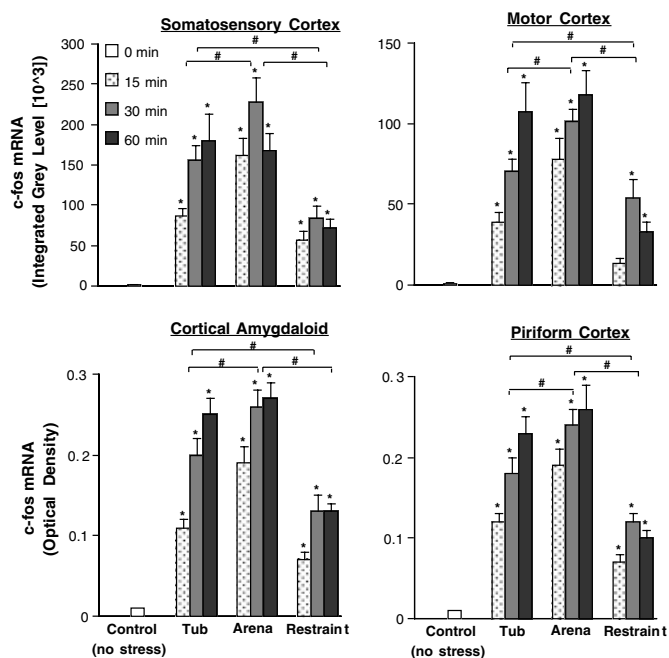 Somatosensory Cortex
#
#
#
300
250
200
150
100
50
0
c-fos mRNA
(Integrated Grey Level [10^3])
0 min
15 min
30 min
60 min
* * * * * * * * *
Motor Cortex
#
#
#
150
100
50
0
* * * * * * * *
Cortical Amygdaloid
#
#
#
0.3
0.2
0.1
0
c-fos mRNA
(Optical Density)
* * * * * * * * *
Control
(no stress)
Tub
Arena
Restraint
Piriform Cortex
#
#
#
0.3
0.2
0.1
0
* * * * * * * * *
Control
(no stress)
Tub
Arena
Restraint